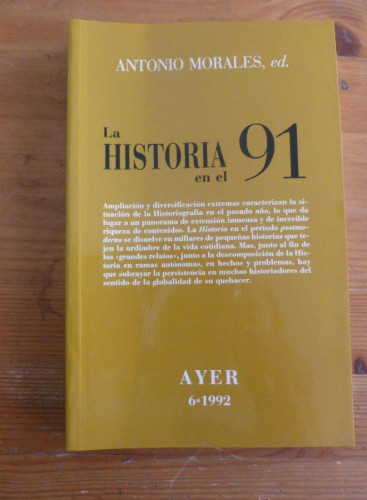 ANTONIO MORALES, ed.
La
HISTORIA
en el 91
Ampliación y diversificación extremas caracterizan la si-
tuación de la Historiografía en el pasado año, lo que da
lugar a un panorama de extensión inmensa y de increíble
riqueza de contenidos. La Historia en el período postmo-
derno se disuelve en millares de pequeñas historias que te-
jen la urdimbre de la vida cotidiana. Mas, junto al fin de
los «grandes relatos», junto a la descomposición de la His-
toria en ramas autónomas, en hechos y problemas, hay
que subrayar la persistencia en muchos historiadores del
sentido de la globalidad de su quehacer.
AYER
6*1992